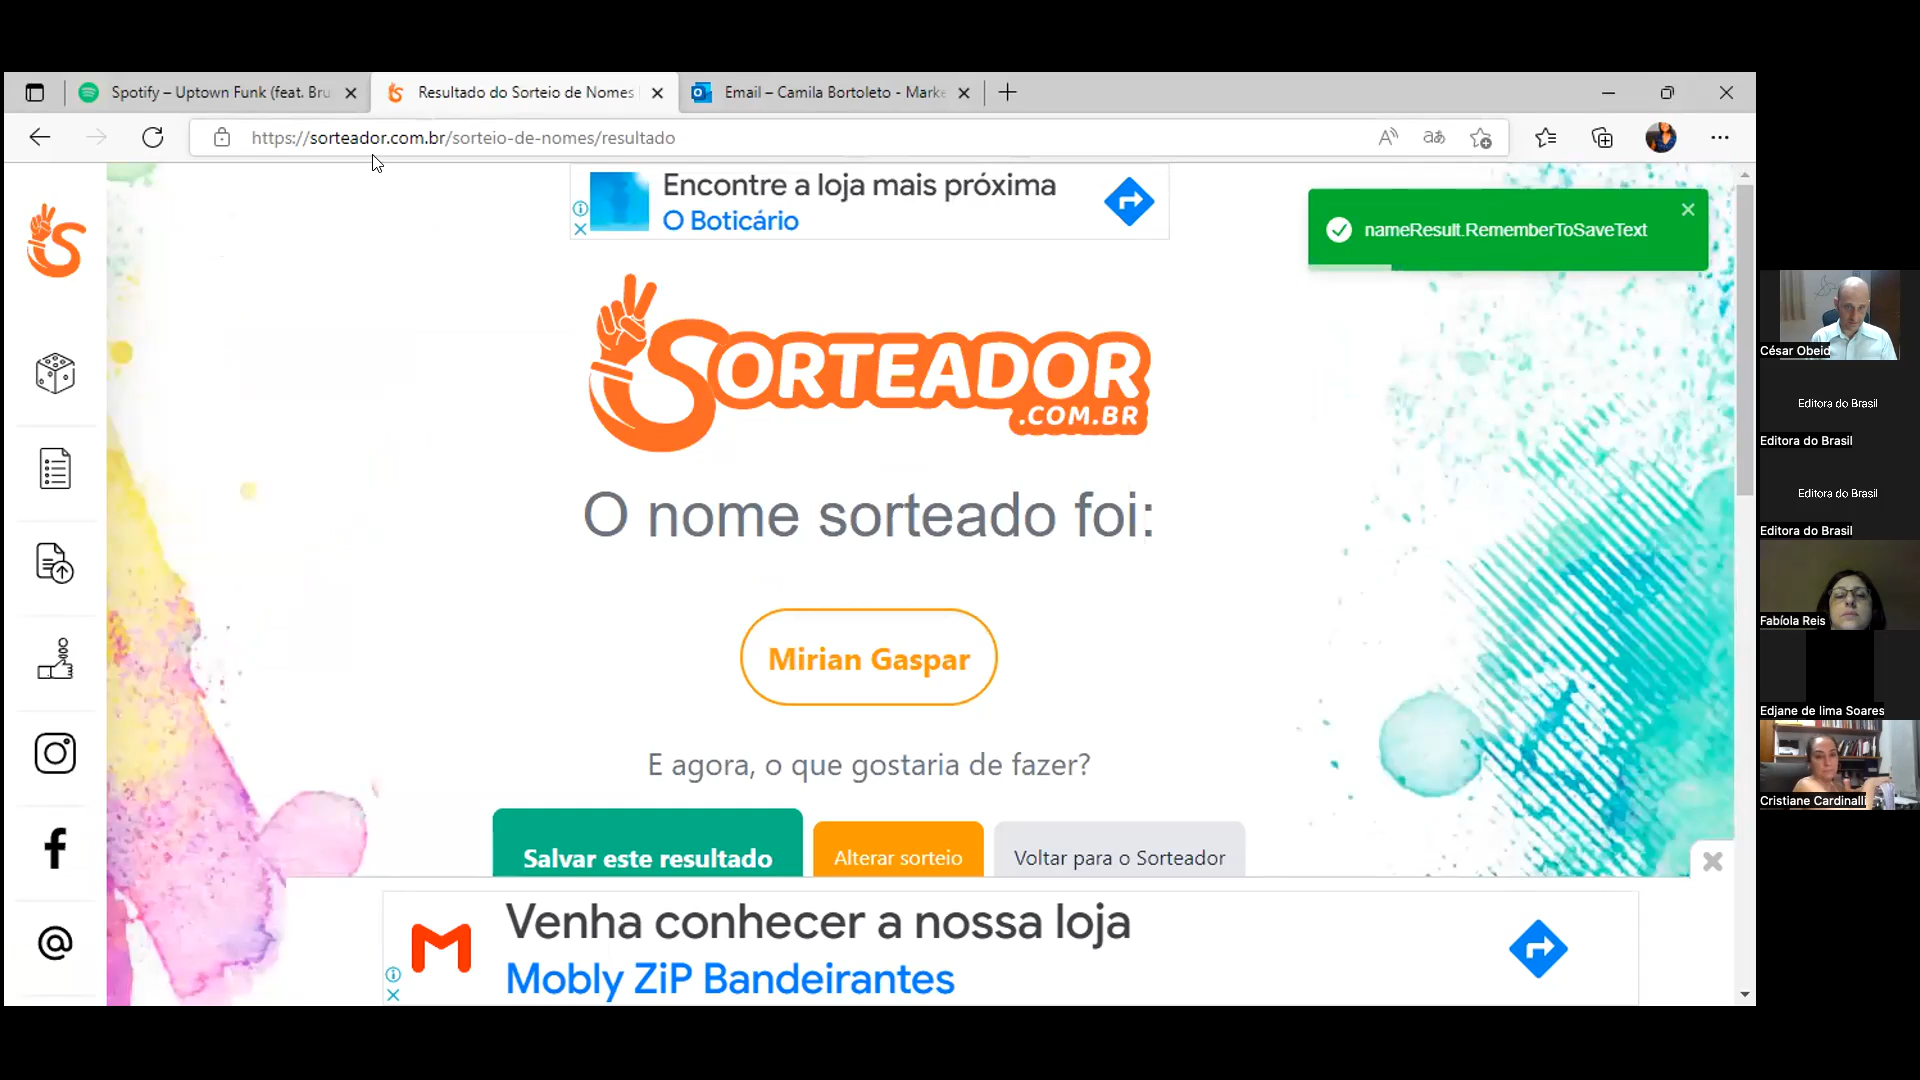 Spotify – Uptown Funk (feat. Bru
Resultado do Sorteio de Nomes
Email – Camila Bortoleto - Marke
https://sorteador.com.br/sorteio-de-nomes/resultado
Encontre a loja mais próxima
O Boticário
nameResult.RememberToSaveText
SORTEADOR
.COM.BR
O nome sorteado foi:
Mirian Gaspar
E agora, o que gostaria de fazer?
Salvar este resultado
Alterar sorteio
Voltar para o Sorteador
Venha conhecer a nossa loja
Mobly ZiP Bandeirantes
César Obeid
Editora do Brasil
Editora do Brasil
Editora do Brasil
Editora do Brasil
Fabíola Reis
Edjane de lima Soares
Cristiane Cardinalli